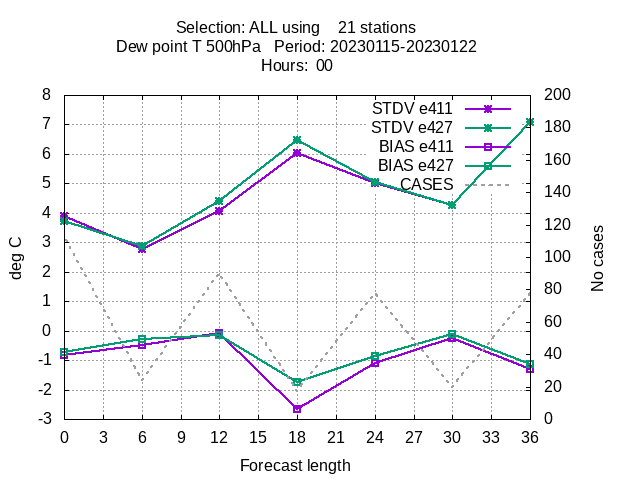 Selection: ALL using    21 stations
Dew point T 500hPa   Period: 20230115-20230122
Hours:  00
STDV e411
STDV e427
BIAS e411
BIAS e427
CASES
8
7
6
5
4
3
2
1
0
-1
-2
-3
deg C
200
180
160
140
120
100
80
60
40
20
0
No cases
0 3 6 9 12 15 18 21 24 27 30 33 36
Forecast length